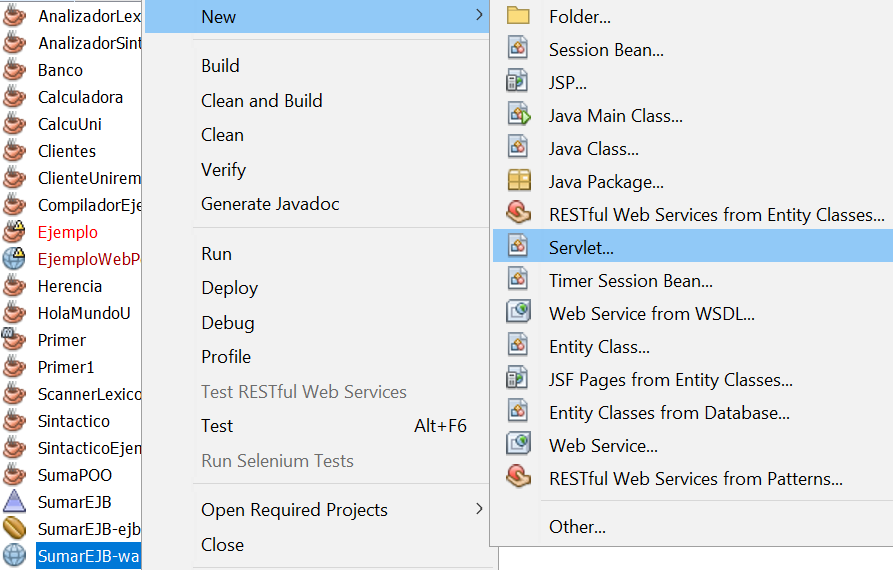 AnalizadorLex
AnalizadorSint
Banco
Calculadora
CalcuUni
Clientes
ClienteUnirem
CompiladorEje
Ejemplo
EjemploWebP
Herencia
HolaMundoU
Primer
Primer1
ScannerLexico
Sintactico
SintacticoEjen
SumaPOO
SumarEJB
SumarEJB-ejb
SumarEJB-wa
New
Build
Clean and Build
Clean
Verify
Generate Javadoc
Run
Deploy
Debug
Profile
Test RESTful Web Services
Test Alt+F6
Run Selenium Tests
Open Required Projects
Close
Folder...
Session Bean...
JSP...
Java Main Class...
Java Class...
Java Package...
RESTful Web Services from Entity Classes...
Servlet...
Timer Session Bean...
Web Service from WSDL...
Entity Class...
JSF Pages from Entity Classes...
Entity Classes from Database...
Web Service...
RESTful Web Services from Patterns...
Other...